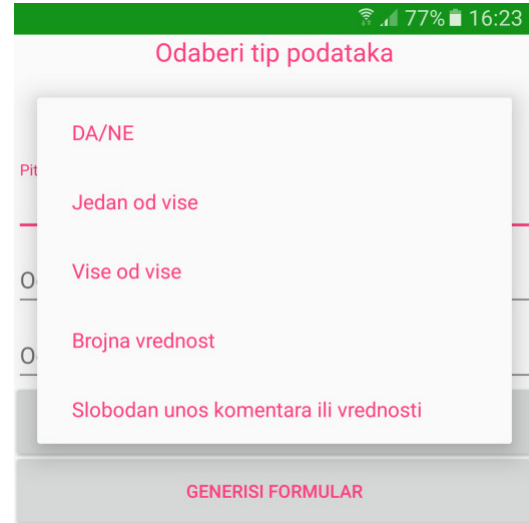 77% 16:23
Odaberi tip podataka
DA/NE
Pit
Jedan od vise
Vise od vise
O
Brojna vrednost
O
Slobodan unos komentara ili vrednosti
GENERISI FORMULAR